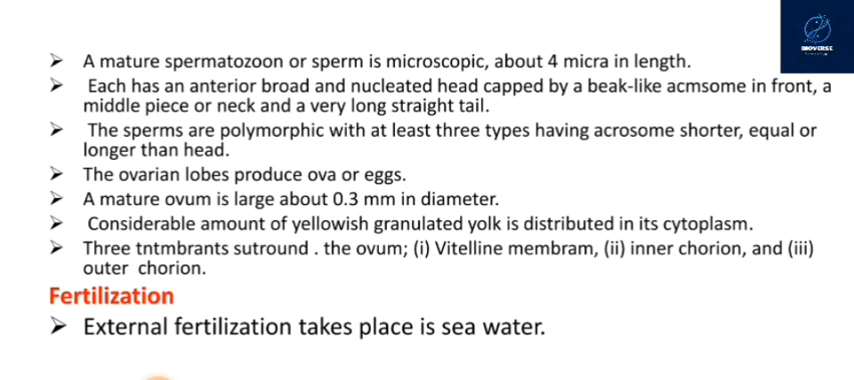 BIOVERSE
➤ A mature spermatozoon or sperm is microscopic, about 4 micra in length.
➤ Each has an anterior broad and nucleated head capped by a beak-like acmsome in front, a
middle piece or neck and a very long straight tail.
➤ The sperms are polymorphic with at least three types having acrosome shorter, equal or
longer than head.
➤ The ovarian lobes produce ova or eggs.
➤ A mature ovum is large about 0.3 mm in diameter.
➤ Considerable amount of yellowish granulated yolk is distributed in its cytoplasm.
➤ Three tntmbrants sutround . the ovum; (i) Vitelline membram, (ii) inner chorion, and (iii)
outer chorion.
Fertilization
➤ External fertilization takes place is sea water.